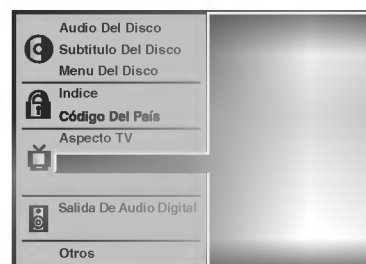 Audio Del Disco
Subtitulo Del Disco
Menu Del Disco
Indice
Código Del País
Aspecto TV
Salida De Audio Digital
Otros